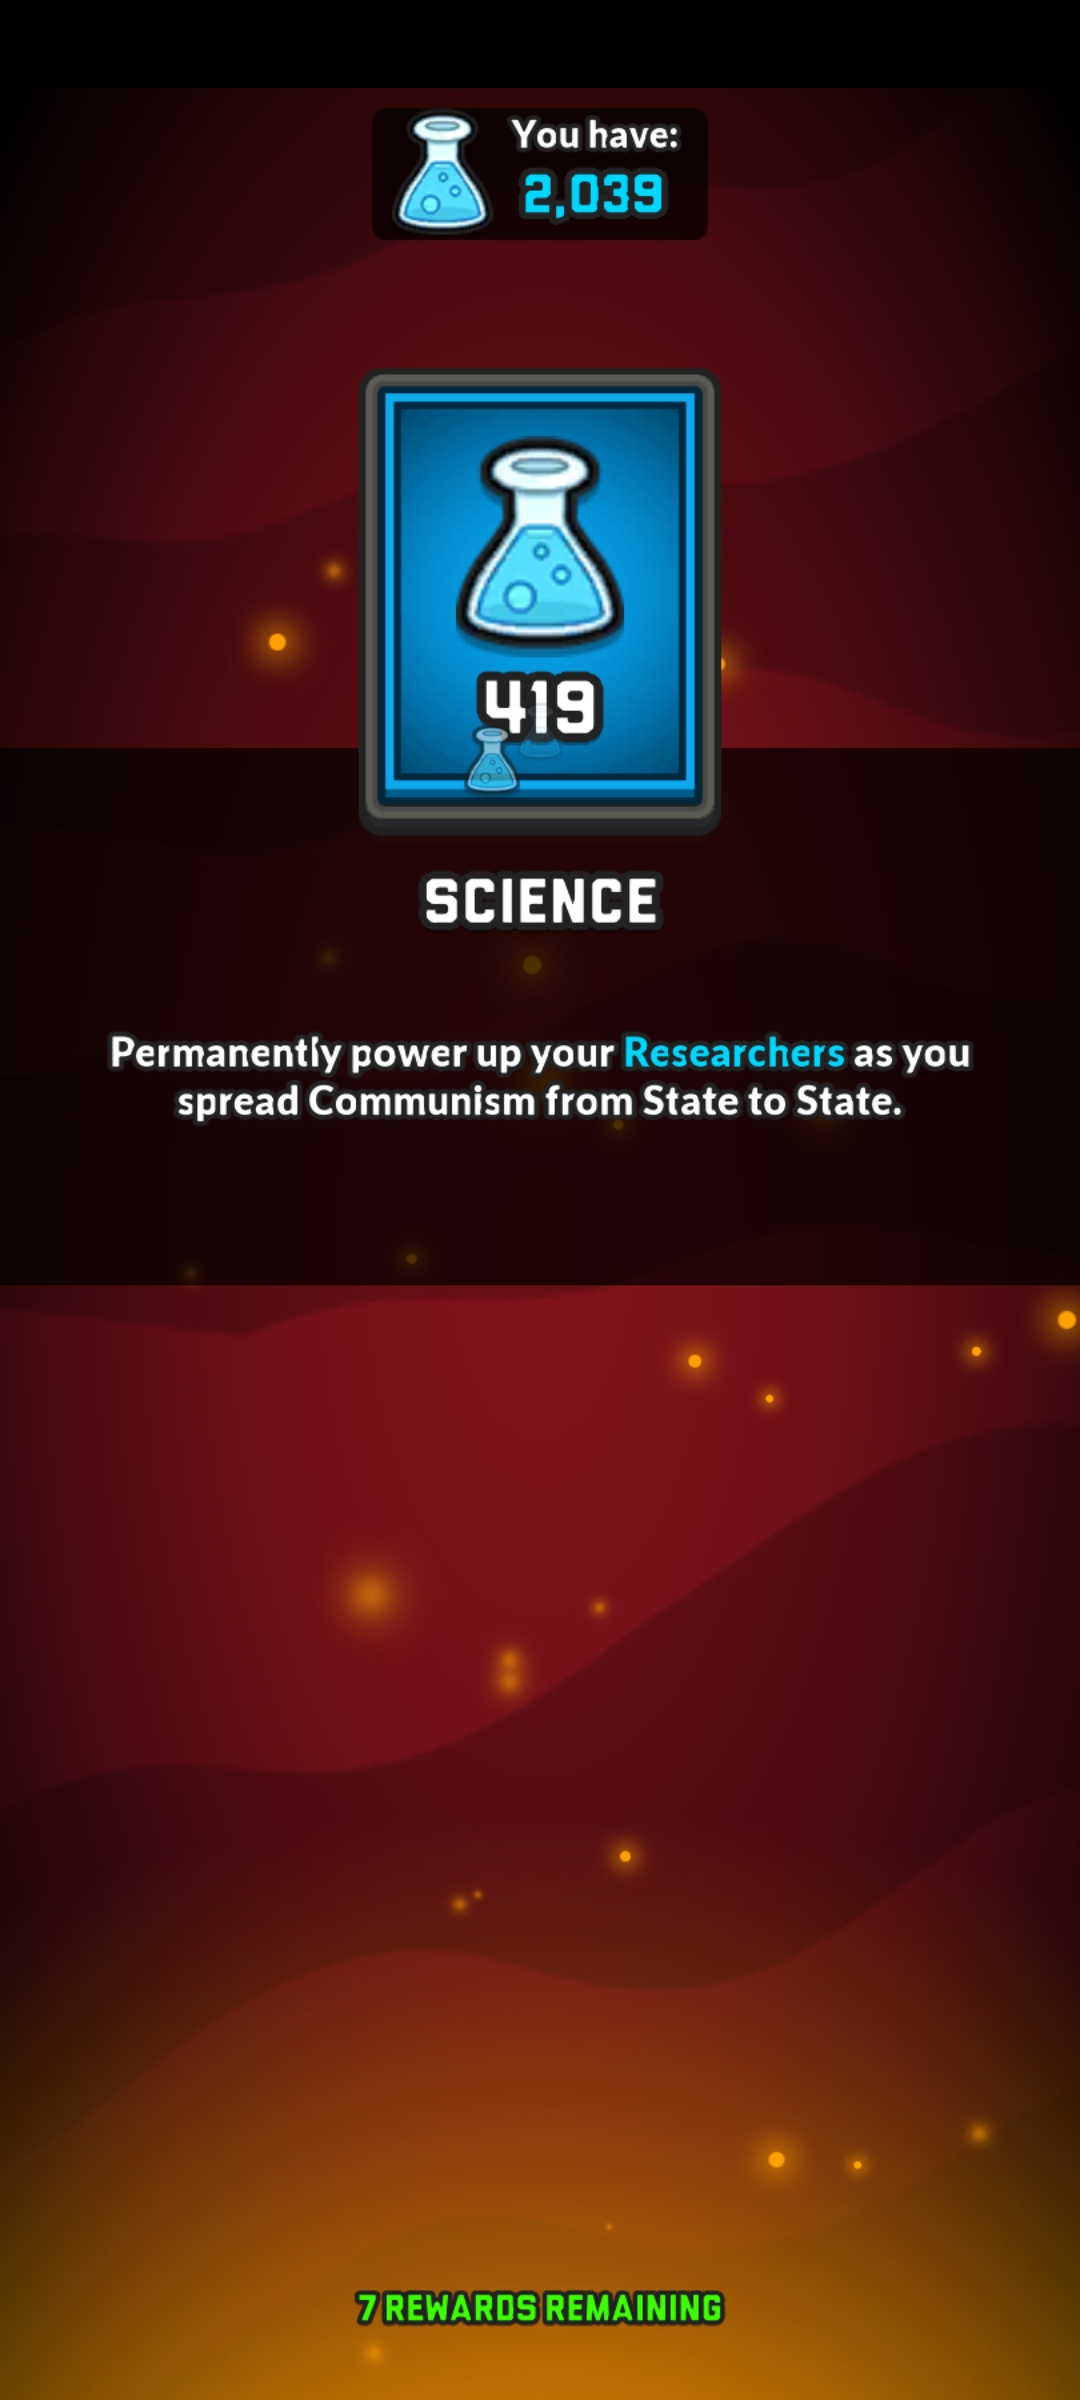 You have:
2,039
419
SCIENCE
Permanently power up your Researchers as you
spread Communism from State to State.
7 REWARDS REMAINING